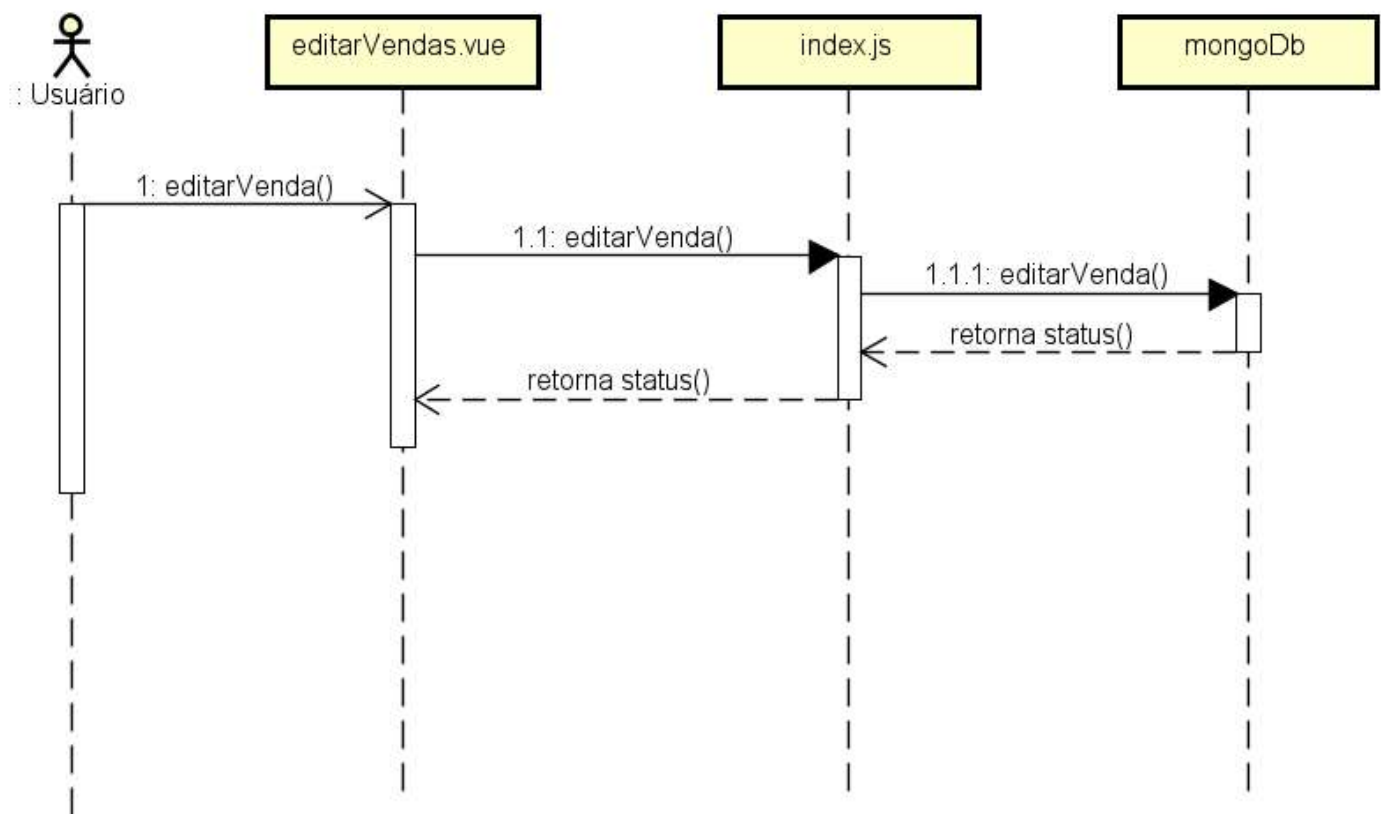 : Usuário
editarVendas.vue
index.js
mongoDb
1: editarVenda()
1.1: editarVenda()
1.1.1: editarVenda()
retorna status()
retorna status()